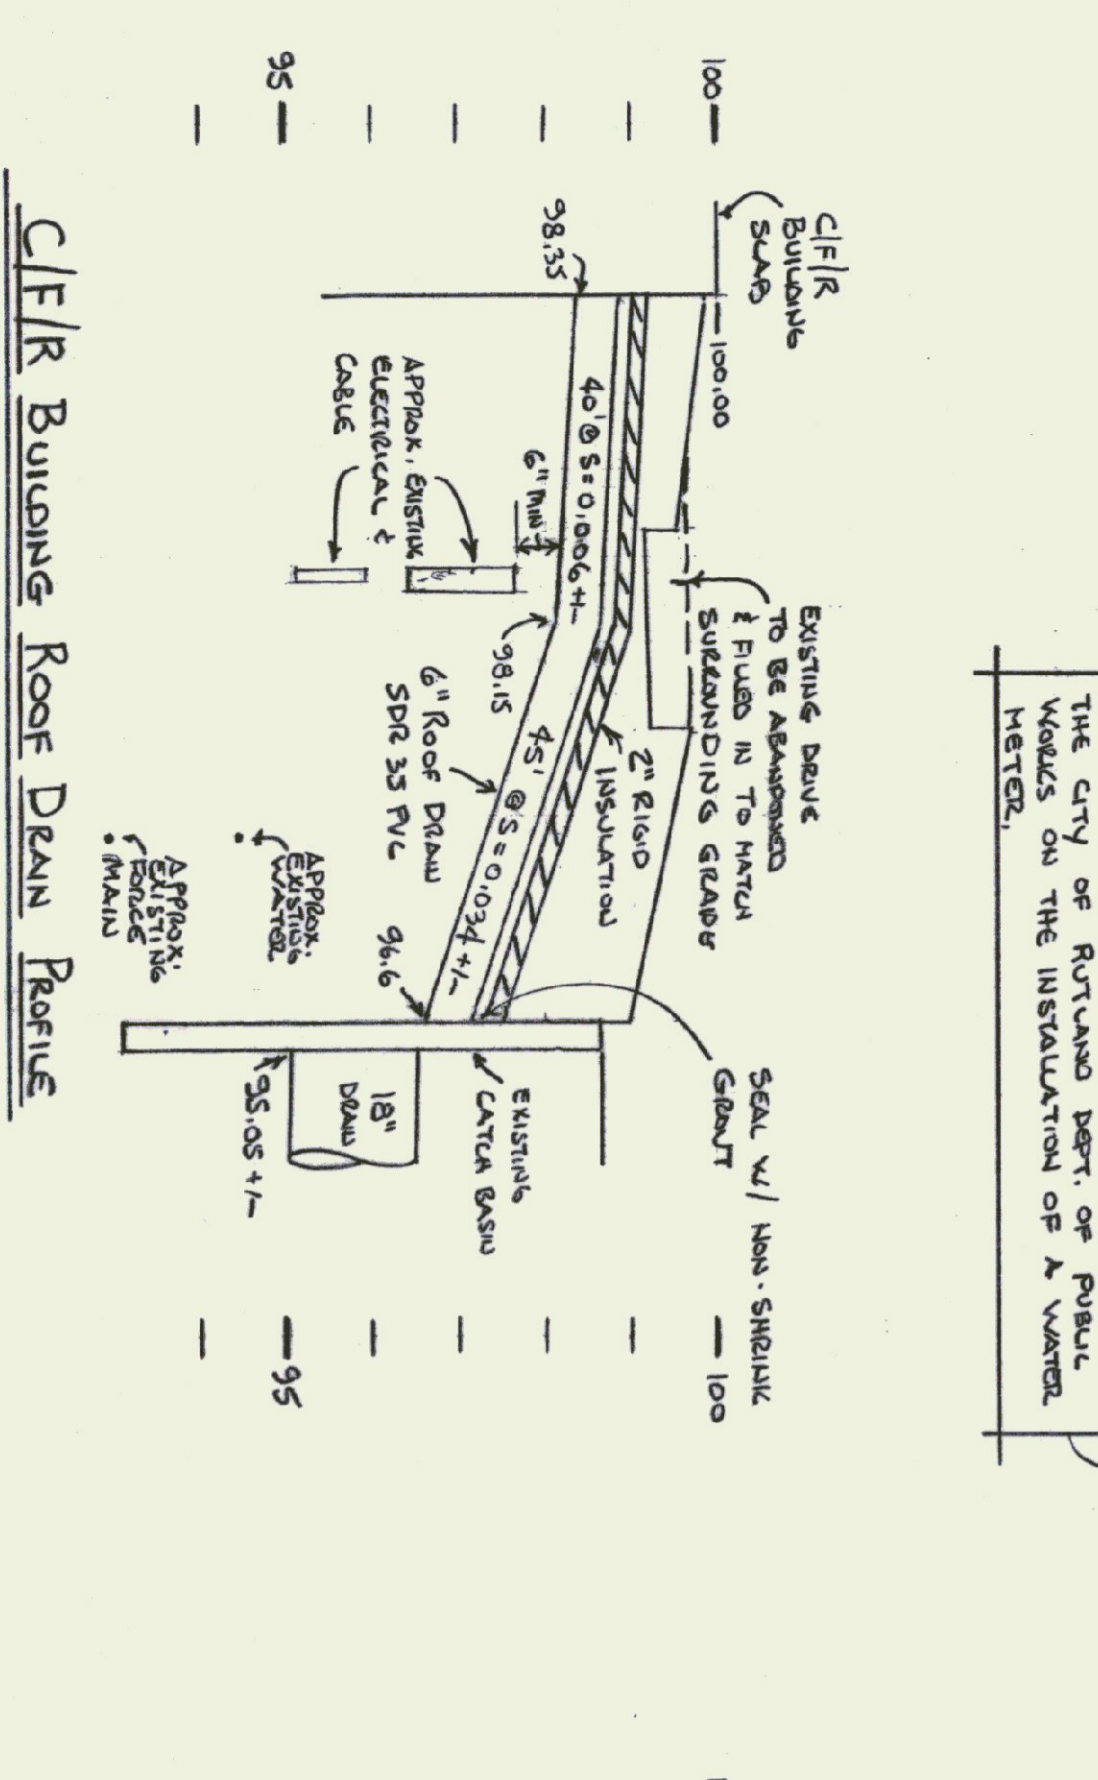 THE CITY OF RUTLAND DEPT. OF PUBLIC
WORKS ON THE INSTALLATION OF A WATER
METER.
C/F/R
BUILDING
SLAB
100
95
98.35
100.00
EXISTING DRIVE
TO BE ABANDONED
& FILLED IN TO MATCH
SURROUNDING GRADE
40' @ S=0.006 +/-
6" MIN
APPROX. EXISTING
ELECTRICAL &
CABLE
98.15
2" RIGID
INSULATION
45' @ S=0.034 +/-
6" ROOF DRAIN
SDR 35 PVC
96.6
APPROX.
EXISTING
WATER
APPROX.
EXISTING
FORCE
MAIN
SEAL W/ NON-SHRINK
GROUT
EXISTING
CATCH BASIN
18"
DRAIN
95.05 +/-
100
95
C/F/R BUILDING ROOF DRAIN PROFILE